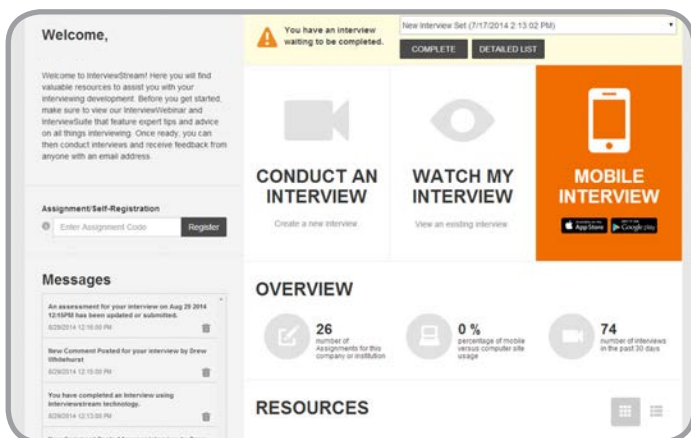 Welcome,
Welcome to InterviewStream! Here you will find
valuable resources to assist you with your
interviewing development. Before you get started,
make sure to view our InterviewWebinar and
InterviewSuite that feature expert tips and advice
on all things interviewing. Once ready, you can
then conduct interviews and receive feedback from
anyone with an email address.
Assignment/Self-Registration
Enter Assignment Code
Register
Messages
An assessment for your interview on Aug 29 2014
12:15PM has been updated or submitted.
8/29/2014 12:16:00 PM
New Comment Posted for your interview by Drew
Whitehurst
8/29/2014 12:15:00 PM
You have completed an Interview using
Interviewstream technology.
8/29/2014 12:13:00 PM
You have an interview
waiting to be completed.
New Interview Set (7/17/2014 2:13:02 PM)
COMPLETE
DETAILED LIST
CONDUCT AN
INTERVIEW
Create a new interview.
WATCH MY
INTERVIEW
View an existing interview.
MOBILE
INTERVIEW
App Store
Google play
OVERVIEW
26
number of
Assignments for this
company or institution
0 %
percentage of mobile
versus computer site
usage
74
number of interviews
in the past 30 days
RESOURCES